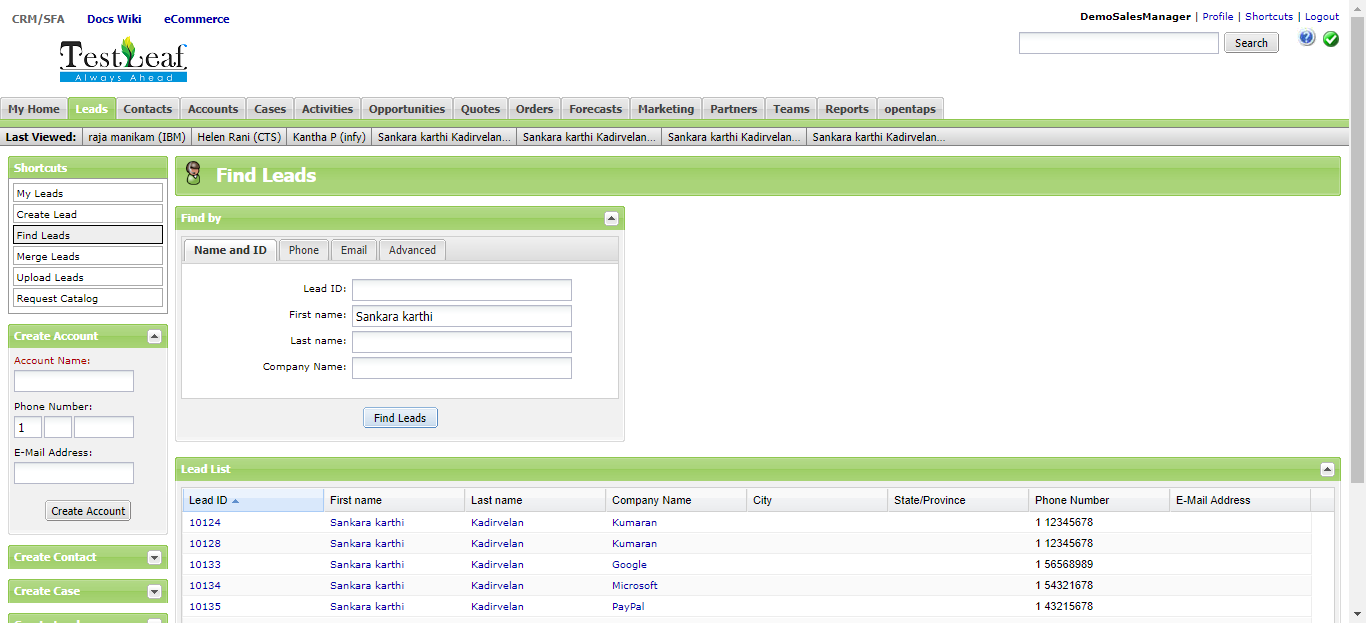 CRM/SFA Docs Wiki eCommerce
DemoSalesManager | Profile | Shortcuts | Logout
TestLeaf
Always Ahead
Search
My Home Leads Contacts Accounts Cases Activities Opportunities Quotes Orders Forecasts Marketing Partners Teams Reports opentaps
Last Viewed: raja manikam (IBM) Helen Rani (CTS) Kantha P (infy) Sankara karthi Kadirvelan... Sankara karthi Kadirvelan... Sankara karthi Kadirvelan... Sankara karthi Kadirvelan...
Shortcuts
My Leads
Create Lead
Find Leads
Merge Leads
Upload Leads
Request Catalog
Create Account
Account Name:
Phone Number:
1
E-Mail Address:
Create Account
Create Contact
Create Case
Find Leads
Find by
Name and ID Phone Email Advanced
Lead ID:
First name: Sankara karthi
Last name:
Company Name:
Find Leads
Lead List
Lead ID First name Last name Company Name City State/Province Phone Number E-Mail Address
10124 Sankara karthi Kadirvelan Kumaran 1 12345678
10128 Sankara karthi Kadirvelan Kumaran 1 12345678
10133 Sankara karthi Kadirvelan Google 1 56568989
10134 Sankara karthi Kadirvelan Microsoft 1 54321678
10135 Sankara karthi Kadirvelan PayPal 1 43215678